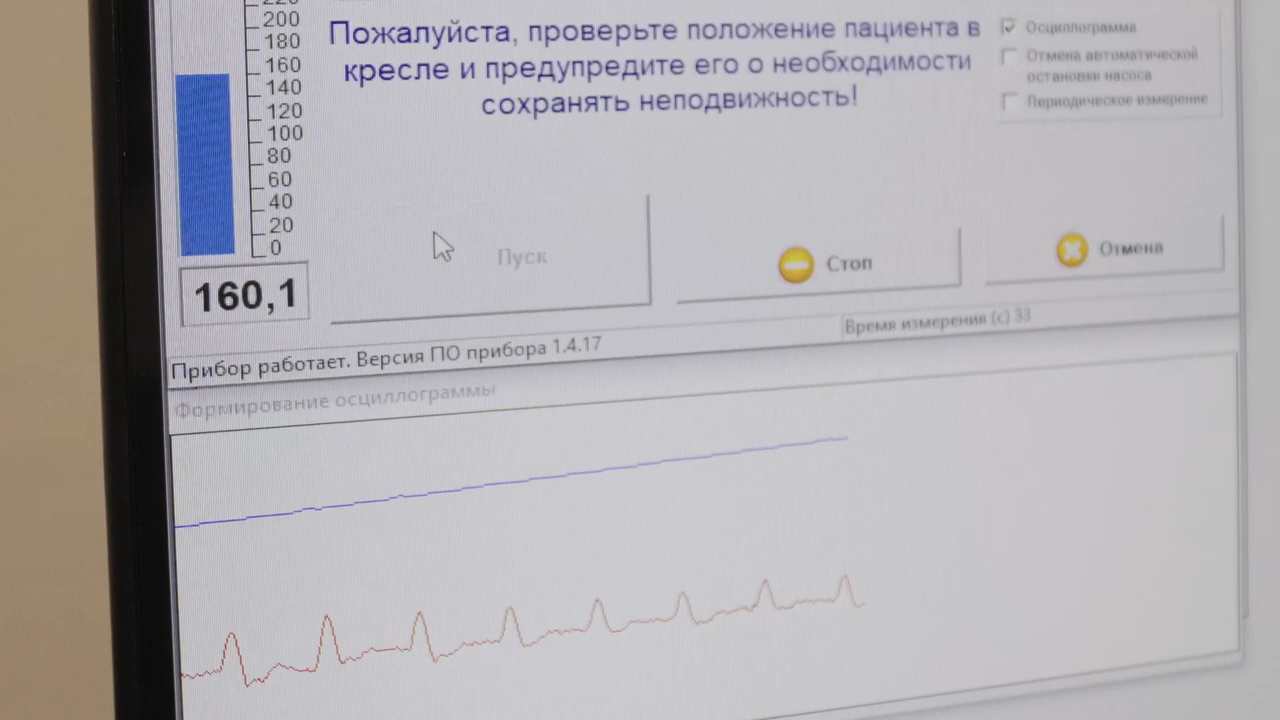 220
200
180
160
140
120
100
80
60
40
20
0
160,1
Пожалуйста, проверьте положение пациента в
кресле и предупредите его о необходимости
сохранять неподвижность!
Осциллограмма
Отмена автоматической
остановки насоса
Периодическое измерение
Пуск
Стоп
Отмена
Прибор работает. Версия ПО прибора 1.4.17
Время измерения (с) 33
Формирование осциллограммы